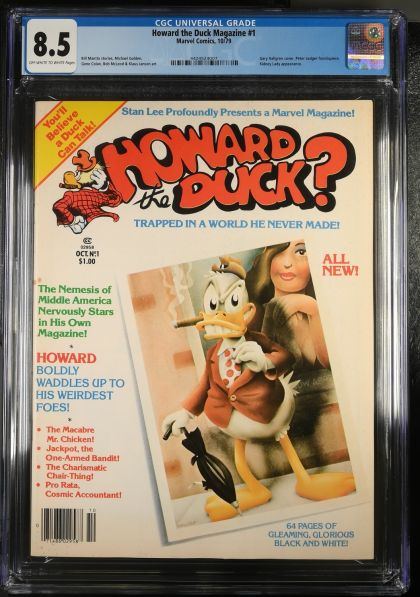 CGC UNIVERSAL GRADE
8.5
OFF-WHITE TO WHITE Pages
Howard the Duck Magazine #1
Marvel Comics, 10/79
Bill Mantlo stories, Michael Golden,
Gene Colan, Bob McLeod & Klaus Janson art
Gary Hallgren cover, Peter Ledger frontispiece.
Kidney Lady appearance.
You'll
Believe
a Duck
Can Talk!
Stan Lee Profoundly Presents a Marvel Magazine!
HOWARD
the DUCK?
TRAPPED IN A WORLD HE NEVER MADE!
CC
02958
OCT. Nº1
$1.00
ALL
NEW!
The Nemesis of
Middle America
Nervously Stars
in His Own
Magazine!
*
HOWARD
BOLDLY
WADDLES UP TO
HIS WEIRDEST
FOES!
*
• The Macabre
Mr. Chicken!
• Jackpot, the
One-Armed Bandit!
• The Charismatic
Chair-Thing!
• Pro Rata,
Cosmic Accountant!
10
0
64 PAGES OF
GLEAMING, GLORIOUS
BLACK AND WHITE!